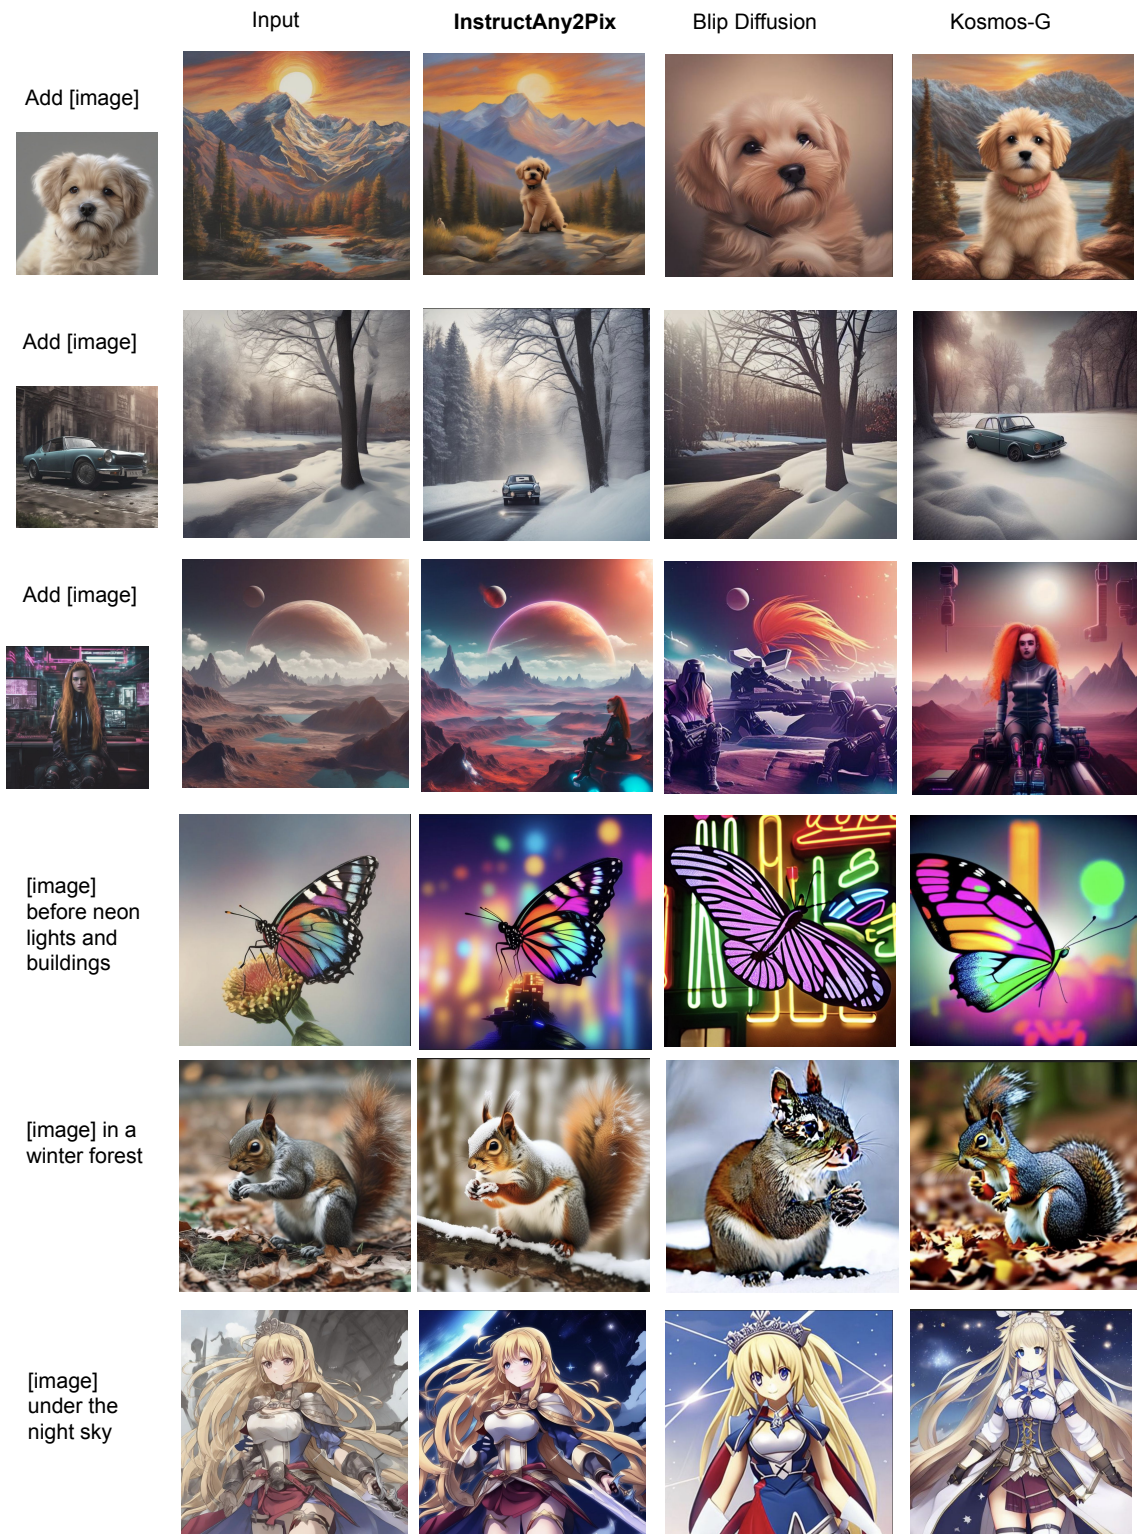 Input
InstructAny2Pix
Blip Diffusion
Kosmos-G
Add [image]
Add [image]
Add [image]
[image]
before neon
lights and
buildings
[image] in a
winter forest
[image]
under the
night sky